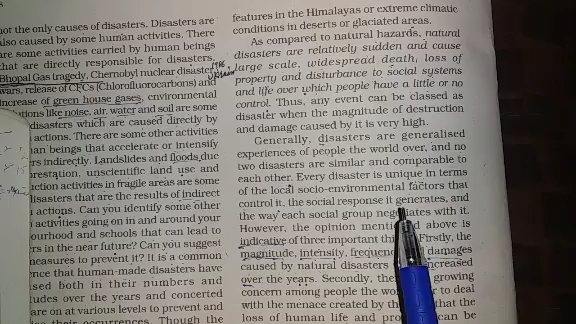 not the only causes of disasters. Disasters are
also caused by some human activities. There
are some activities carried by human beings
that are directly responsible for disasters.
Bhopal Gas tragedy, Chernobyl nuclear disaster,
wars, release of CFCs (Chlorofluorocarbons) and
increase of green house gases, environmental
like noise, air, water and soil are some
disasters which are caused directly by
actions. There are some other activities
beings that accelerate or intensify
indirectly. Landslides and floods due
unscientific land use and
activities in fragile areas are some
disasters that are the results of indirect
actions. Can you identify some other
activities going on in and around your
and schools that can lead to
in the near future? Can you suggest
measures to prevent it? It is a common
that human-made disasters have
both in their numbers and
over the years and concerted
are on at various levels to prevent and
their occurrences. Though the
features in the Himalayas or extreme climatic
conditions in deserts or glaciated areas.
As compared to natural hazards, natural
disasters are relatively sudden and cause
large scale, widespread death, loss of
property and disturbance to social systems
and life over which people have a little or no
control. Thus, any event can be classed as
disaster when the magnitude of destruction
and damage caused by it is very high.
Generally, disasters are generalised
experiences of people the world over, and no
two disasters are similar and comparable to
each other. Every disaster is unique in terms
of the local socio-environmental factors that
control it, the social response it generates, and
the way each social group negotiates with it.
However, the opinion mentioned above is
indicative of three important things. Firstly, the
magnitude, intensity, damages
caused by natural disasters increased
over the years. Secondly, growing
concern among people the to deal
with the menace created by that the
loss of human life and can be